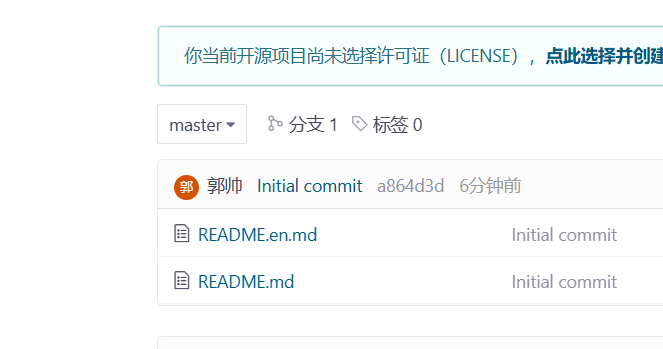 你当前开源项目尚未选择许可证（LICENSE），点此选择并创建
master 分支 1 标签 0
郭 郭帅 Initial commit a864d3d 6分钟前
README.en.md Initial commit
README.md Initial commit